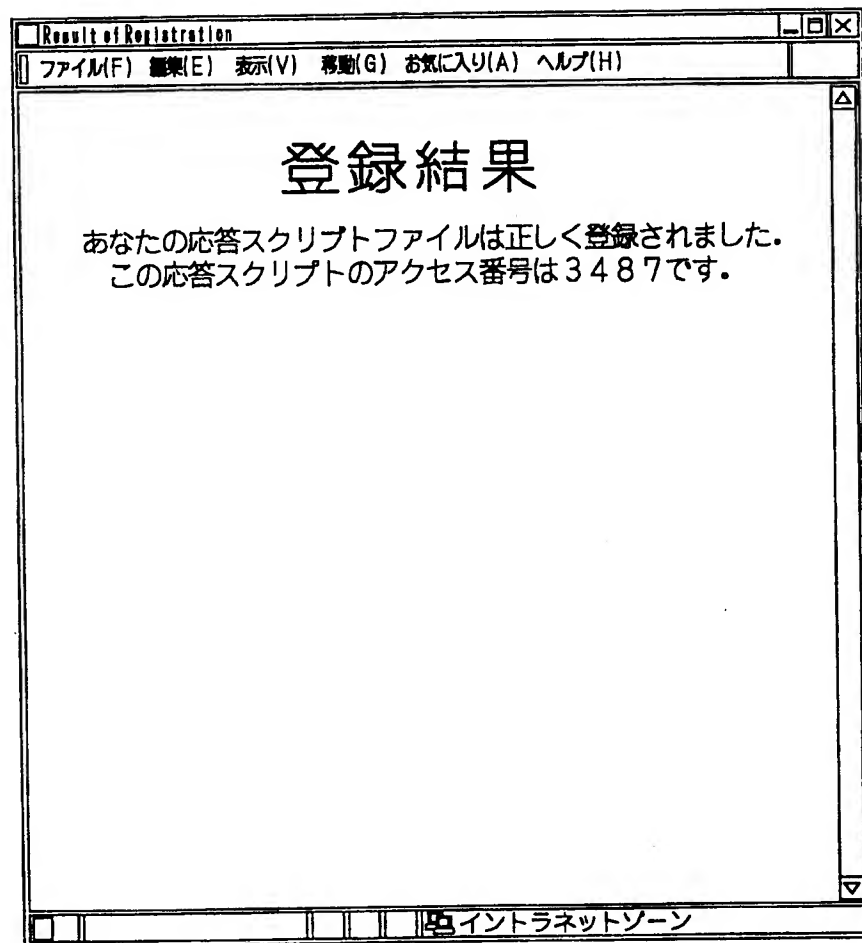 Result of Registration
ファイル(F) 編集(E) 表示(V) 移動(G) お気に入り(A) ヘルプ(H)
登録結果
あなたの応答スクリプトファイルは正しく登録されました.
この応答スクリプトのアクセス番号は3487です.
イントラネットゾーン